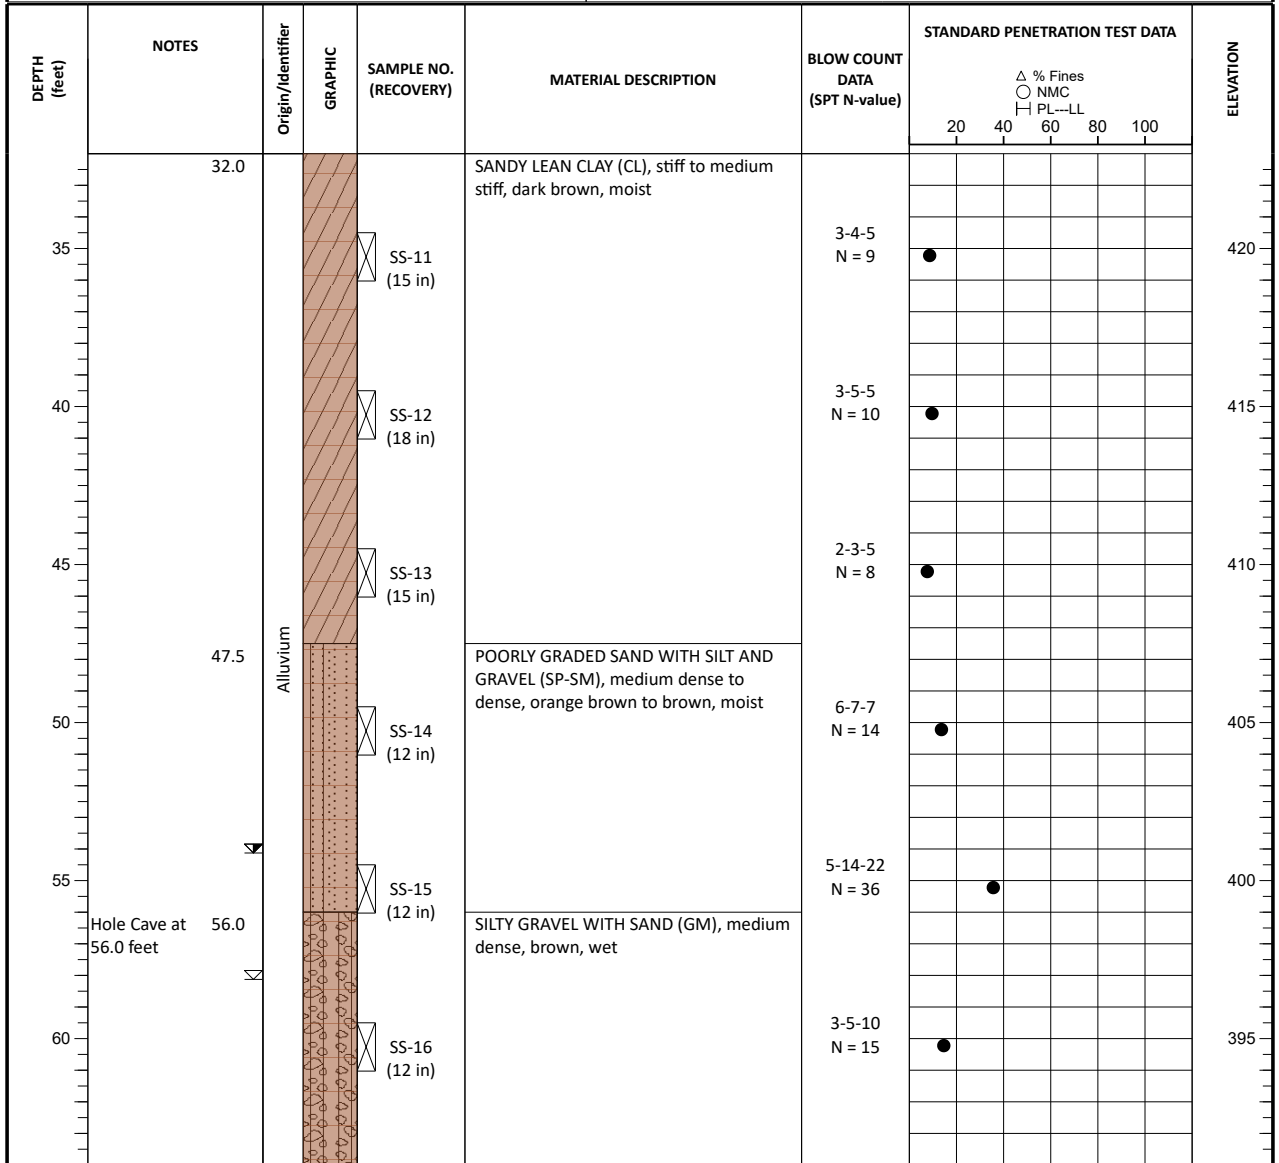 DEPTH
(feet)
NOTES
Origin/Identifier
GRAPHIC
SAMPLE NO.
(RECOVERY)
MATERIAL DESCRIPTION
BLOW COUNT
DATA
(SPT N-value)
STANDARD PENETRATION TEST DATA
% Fines
NMC
PL---LL
20 40 60 80 100
ELEVATION
32.0
SANDY LEAN CLAY (CL), stiff to medium
stiff, dark brown, moist
35
SS-11
(15 in)
3-4-5
N = 9
420
40
SS-12
(18 in)
3-5-5
N = 10
415
45
SS-13
(15 in)
2-3-5
N = 8
410
Alluvium
47.5
POORLY GRADED SAND WITH SILT AND
GRAVEL (SP-SM), medium dense to
dense, orange brown to brown, moist
50
SS-14
(12 in)
6-7-7
N = 14
405
55
SS-15
(12 in)
5-14-22
N = 36
400
Hole Cave at
56.0 feet
56.0
SILTY GRAVEL WITH SAND (GM), medium
dense, brown, wet
60
SS-16
(12 in)
3-5-10
N = 15
395